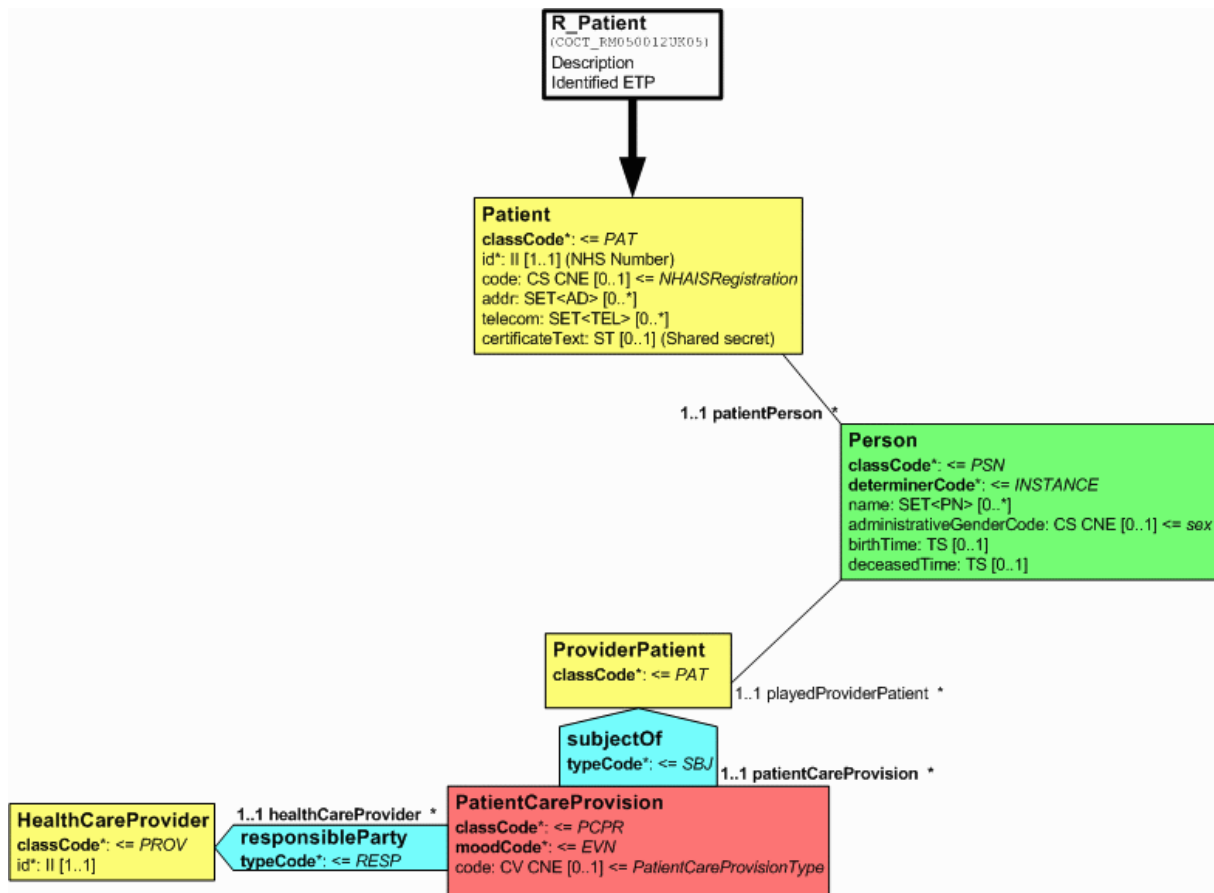 R_Patient
(COCT_RM050012UK05)
Description
Identified ETP
Patient
classCode*: <= PAT
id*: II [1..1] (NHS Number)
code: CS CNE [0..1] <= NHAISRegistration
addr: SET<AD> [0..*]
telecom: SET<TEL> [0..*]
certificateText: ST [0..1] (Shared secret)
1..1 patientPerson *
Person
classCode*: <= PSN
determinerCode*: <= INSTANCE
name: SET<PN> [0..*]
administrativeGenderCode: CS CNE [0..1] <= sex
birthTime: TS [0..1]
deceasedTime: TS [0..1]
ProviderPatient
classCode*: <= PAT
1..1 playedProviderPatient *
subjectOf
typeCode*: <= SBJ
1..1 patientCareProvision *
PatientCareProvision
classCode*: <= PCPR
moodCode*: <= EVN
code: CV CNE [0..1] <= PatientCareProvisionType
1..1 healthCareProvider *
responsibleParty
typeCode*: <= RESP
HealthCareProvider
classCode*: <= PROV
id*: II [1..1]